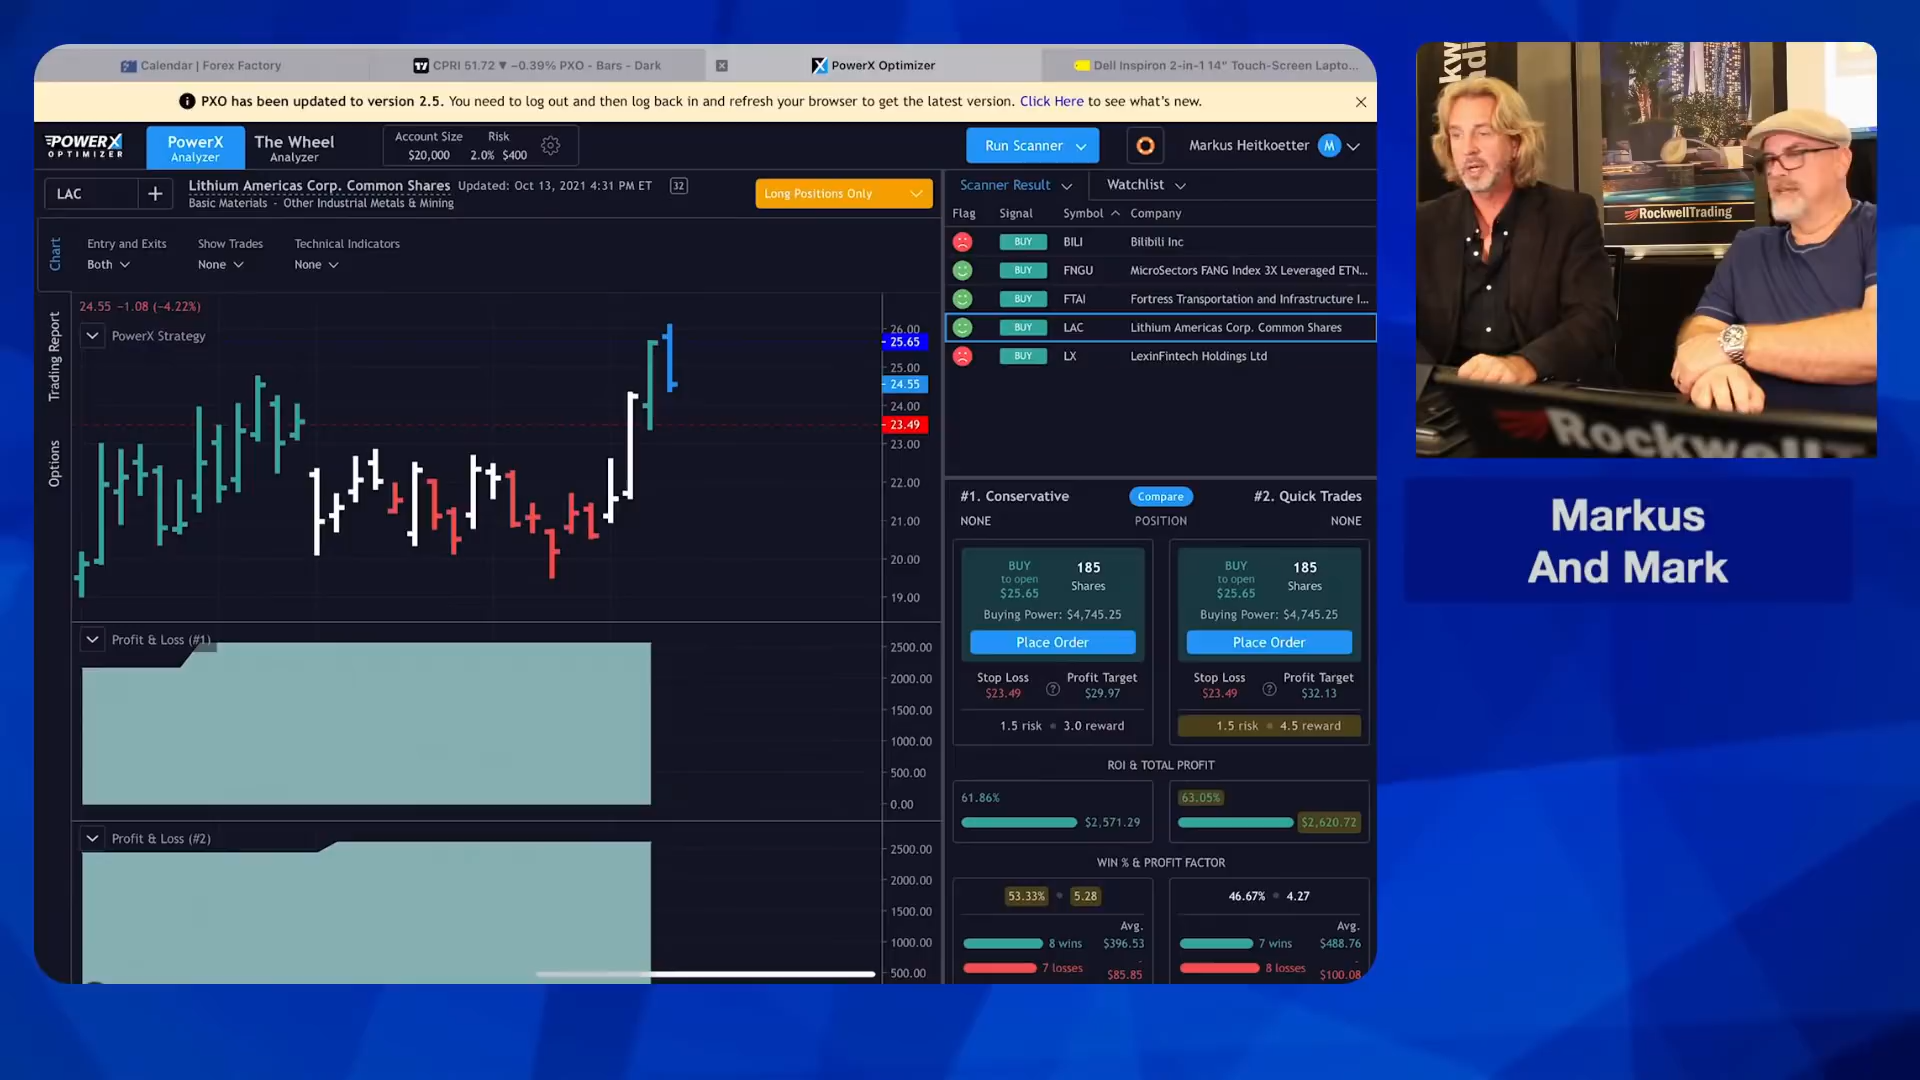 Calendar | Forex Factory
CPRI 51.72 ▼ −0.39% PXO - Bars - Dark
PowerX Optimizer
Dell Inspiron 2-in-1 14" Touch-Screen Lapto...
PXO has been updated to version 2.5. You need to log out and then log back in and refresh your browser to get the latest version. Click Here to see what's new.
POWERX
OPTIMIZER
PowerX
Analyzer
The Wheel
Analyzer
Account Size
$20,000
Risk
2.0% $400
Run Scanner
Markus Heitkoetter
M
LAC
Lithium Americas Corp. Common Shares Updated: Oct 13, 2021 4:31 PM ET 32
Basic Materials - Other Industrial Metals & Mining
Long Positions Only
Chart
Trading Report
Options
Entry and Exits
Both
Show Trades
None
Technical Indicators
None
24.55 −1.08 (−4.22%)
PowerX Strategy
26.00
25.65
25.00
24.55
24.00
23.49
23.00
22.00
21.00
20.00
19.00
Profit & Loss (#1)
2500.00
2000.00
1500.00
1000.00
500.00
0.00
Profit & Loss (#2)
2500.00
2000.00
1500.00
1000.00
500.00
Scanner Result
Watchlist
Flag Signal Symbol Company
BUY BILI Bilibili Inc
BUY FNGU MicroSectors FANG Index 3X Leveraged ETN...
BUY FTAI Fortress Transportation and Infrastructure I...
BUY LAC Lithium Americas Corp. Common Shares
BUY LX LexinFintech Holdings Ltd
#1. Conservative
Compare
#2. Quick Trades
NONE
POSITION
NONE
BUY
to open
$25.65
185
Shares
Buying Power: $4,745.25
Place Order
Stop Loss
$23.49
Profit Target
$29.97
1.5 risk 3.0 reward
BUY
to open
$25.65
185
Shares
Buying Power: $4,745.25
Place Order
Stop Loss
$23.49
Profit Target
$32.13
1.5 risk 4.5 reward
ROI & TOTAL PROFIT
61.86%
$2,571.29
63.05%
$2,620.72
WIN % & PROFIT FACTOR
53.33% 5.28
Avg.
8 wins $396.53
7 losses -$85.85
46.67% 4.27
Avg.
7 wins $488.76
8 losses -$100.08
RockwellTrading
RockwellT
Markus
And Mark